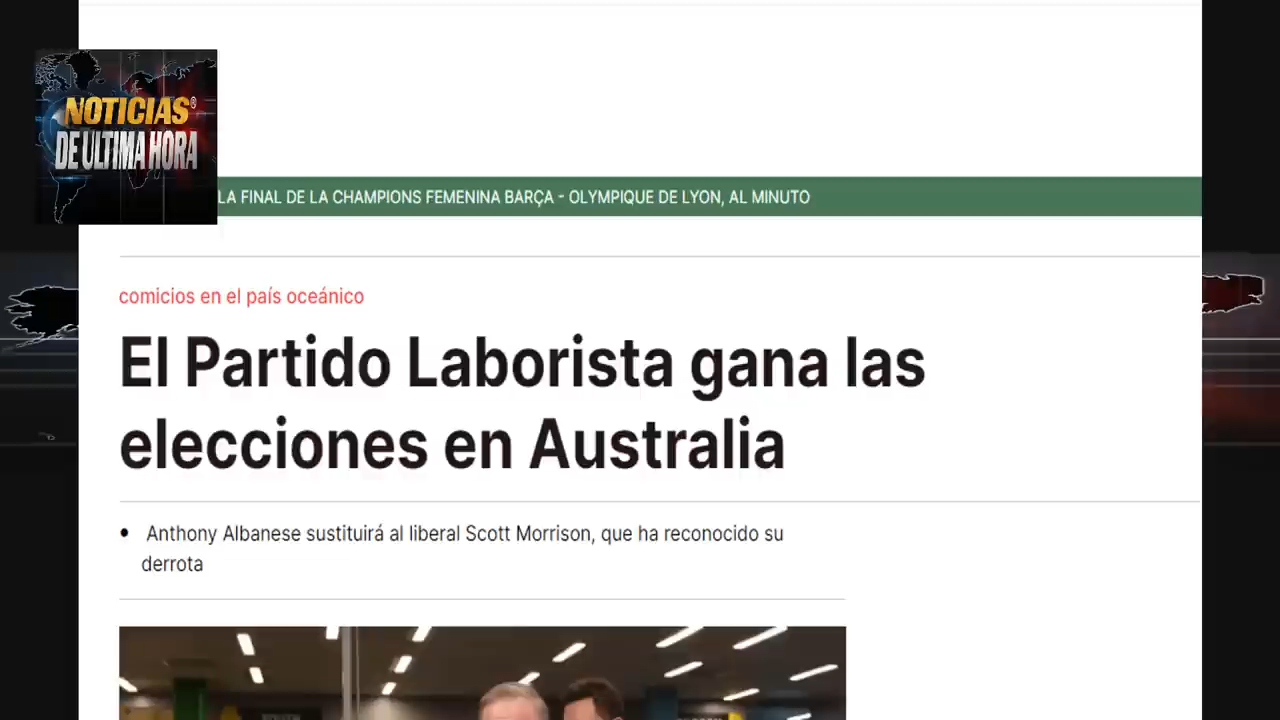 NOTICIAS®
DE ULTIMA HORA
LA FINAL DE LA CHAMPIONS FEMENINA BARÇA - OLYMPIQUE DE LYON, AL MINUTO
comicios en el país oceánico
El Partido Laborista gana las
elecciones en Australia
• Anthony Albanese sustituirá al liberal Scott Morrison, que ha reconocido su
derrota